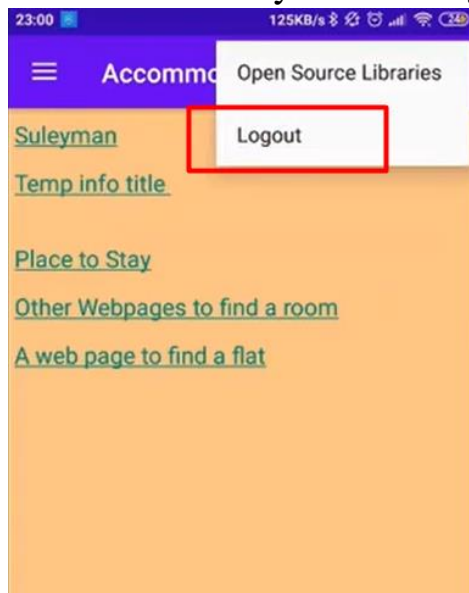 23:00 125KB/s 24
Accommo
Open Source Libraries
Logout
Suleyman
Temp info title
Place to Stay
Other Webpages to find a room
A web page to find a flat